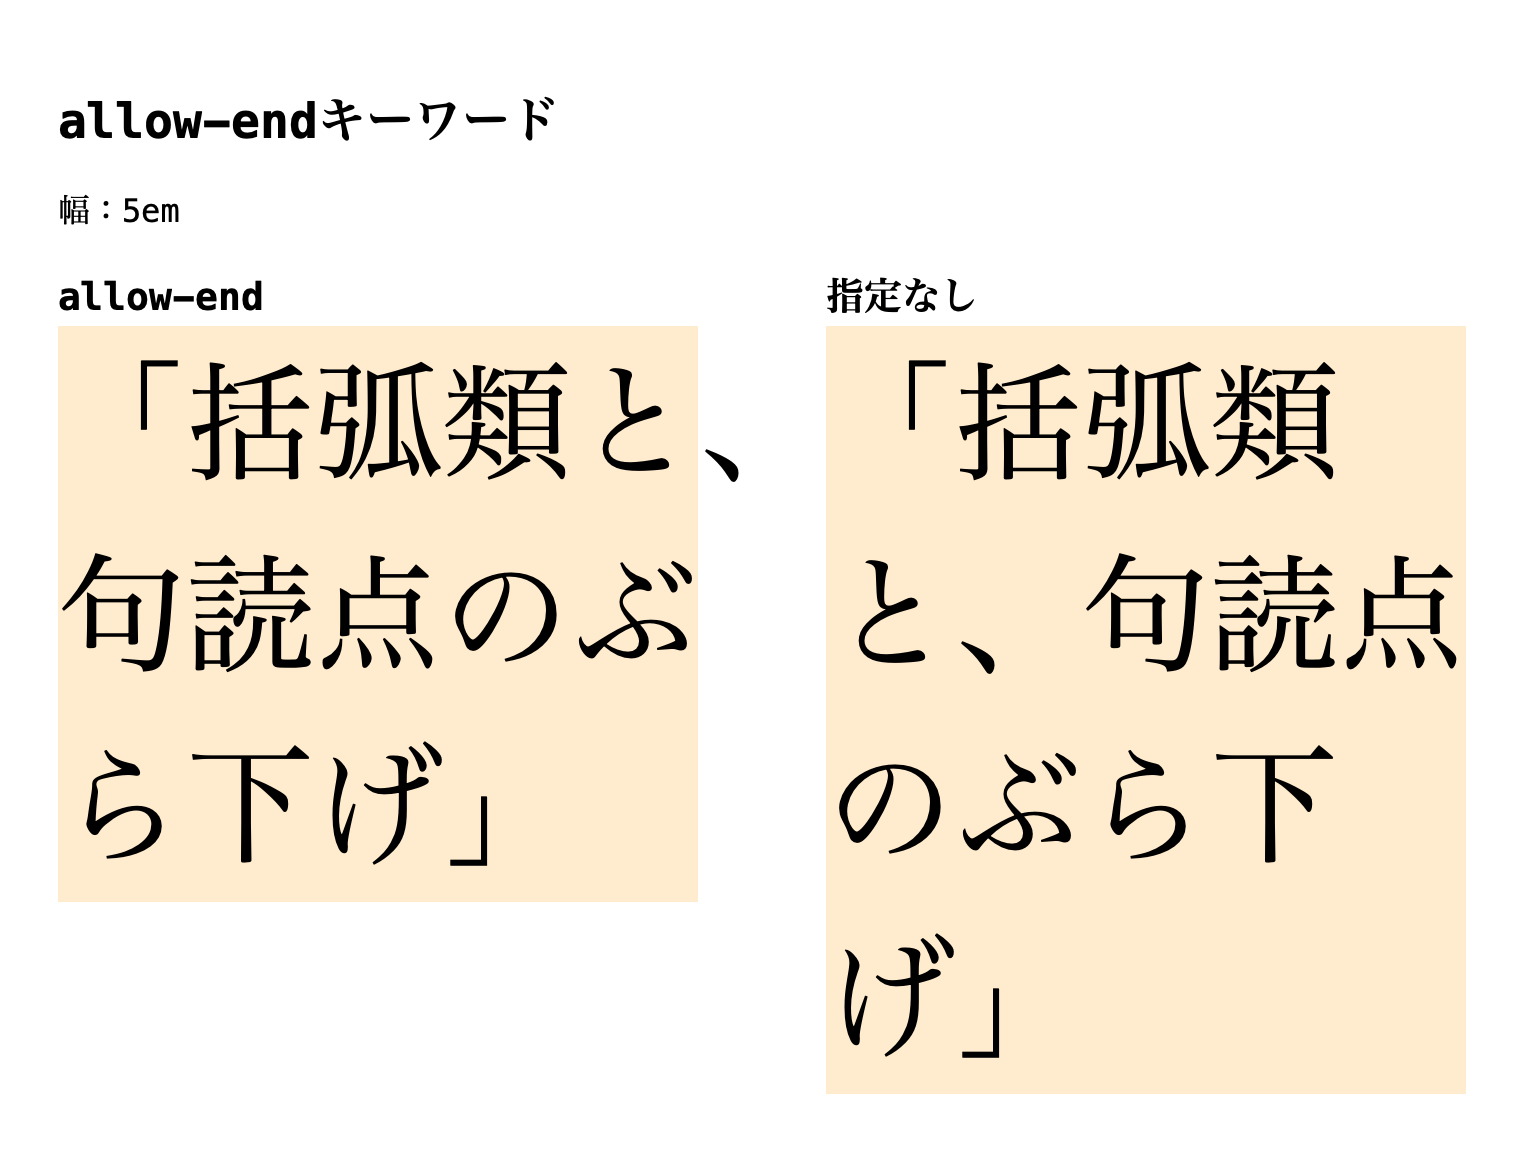 allow-endキーワード
幅：5em
allow-end
「括弧類と、
句読点のぶ
ら下げ」
指定なし
「括弧類
と、句読点
のぶら下
げ」